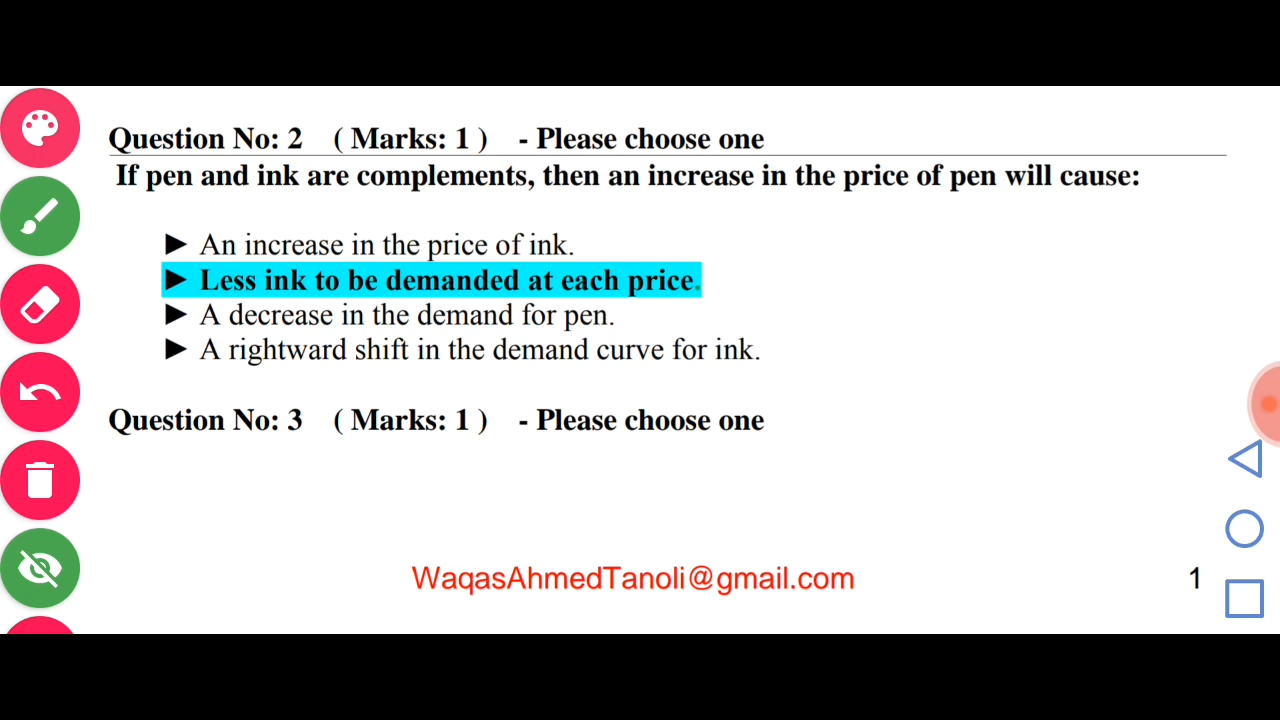 Question No: 2 ( Marks: 1 ) - Please choose one
If pen and ink are complements, then an increase in the price of pen will cause:
► An increase in the price of ink.
► Less ink to be demanded at each price.
► A decrease in the demand for pen.
► A rightward shift in the demand curve for ink.
Question No: 3 ( Marks: 1 ) - Please choose one
WaqasAhmedTanoli@gmail.com 1